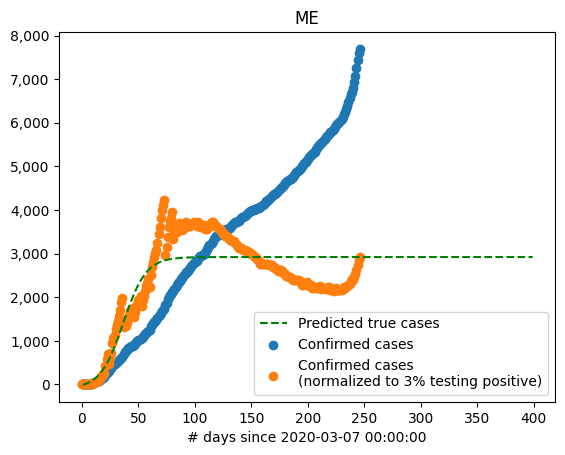 ME
8,000
7,000
6,000
5,000
4,000
3,000
2,000
1,000
0
0 50 100 150 200 250 300 350 400
# days since 2020-03-07 00:00:00
Predicted true cases
Confirmed cases
Confirmed cases
(normalized to 3% testing positive)